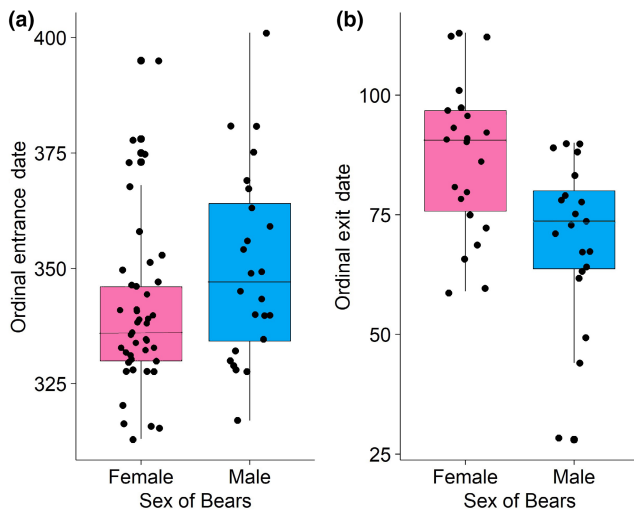 (a)
Ordinal entrance date
400
375
350
325
Female Male
Sex of Bears
(b)
Ordinal exit date
100
75
50
25
Female Male
Sex of Bears